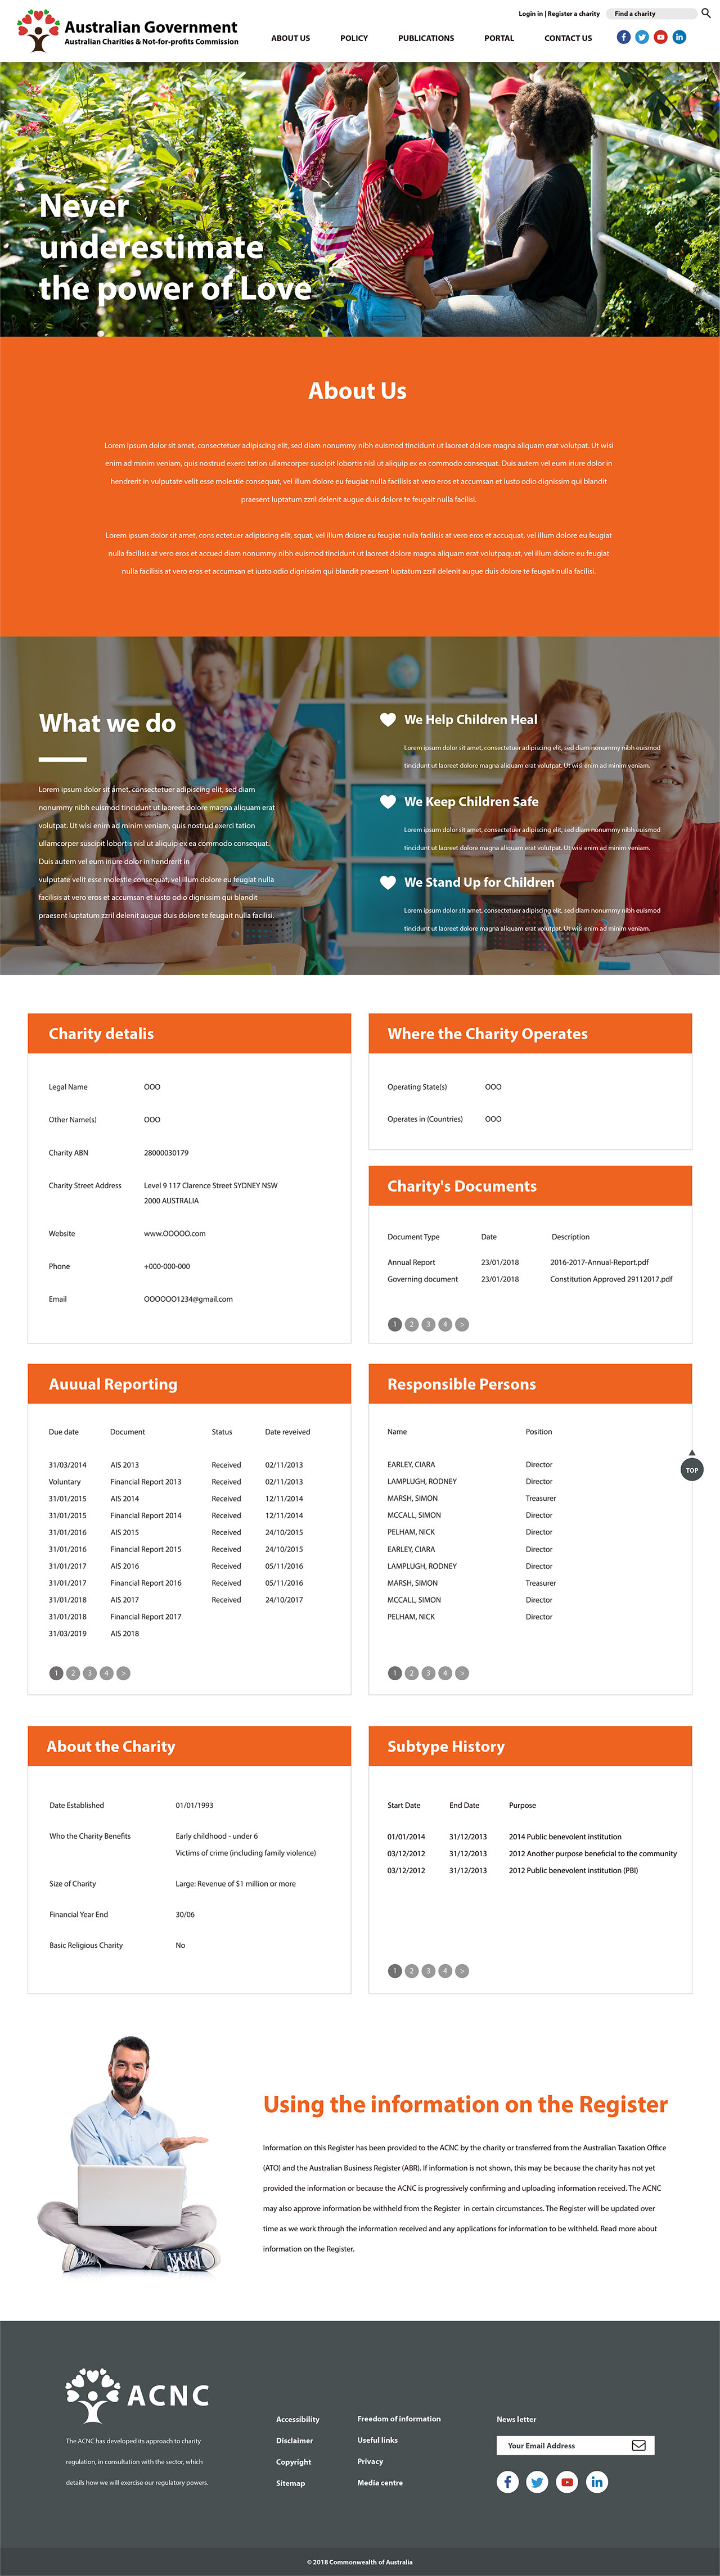 Login in | Register a charity
Find a charity
Australian Government
Australian Charities & Not-for-profits Commission
ABOUT US
POLICY
PUBLICATIONS
PORTAL
CONTACT US
Never
underestimate
the power of Love
About Us
Lorem ipsum dolor sit amet, consectetuer adipiscing elit, sed diam nonummy nibh euismod tincidunt ut laoreet dolore magna aliquam erat volutpat. Ut wisi
enim ad minim veniam, quis nostrud exerci tation ullamcorper suscipit lobortis nisl ut aliquip ex ea commodo consequat. Duis autem vel eum iriure dolor in
hendrerit in vulputate velit esse molestie consequat, vel illum dolore eu feugiat nulla facilisis at vero eros et accumsan et iusto odio dignissim qui blandit
praesent luptatum zzril delenit augue duis dolore te feugait nulla facilisi.
Lorem ipsum dolor sit amet, cons ectetuer adipiscing elit, squat, vel illum dolore eu feugiat nulla facilisis at vero eros et accuquat, vel illum dolore eu feugiat
nulla facilisis at vero eros et accued diam nonummy nibh euismod tincidunt ut laoreet dolore magna aliquam erat volutpaquat, vel illum dolore eu feugiat
nulla facilisis at vero eros et accumsan et iusto odio dignissim qui blandit praesent luptatum zzril delenit augue duis dolore te feugait nulla facilisi.
What we do
Lorem ipsum dolor sit amet, consectetuer adipiscing elit, sed diam
nonummy nibh euismod tincidunt ut laoreet dolore magna aliquam erat
volutpat. Ut wisi enim ad minim veniam, quis nostrud exerci tation
ullamcorper suscipit lobortis nisl ut aliquip ex ea commodo consequat.
Duis autem vel eum iriure dolor in hendrerit in
vulputate velit esse molestie consequat, vel illum dolore eu feugiat nulla
facilisis at vero eros et accumsan et iusto odio dignissim qui blandit
praesent luptatum zzril delenit augue duis dolore te feugait nulla facilisi.
We Help Children Heal
Lorem ipsum dolor sit amet, consectetuer adipiscing elit, sed diam nonummy nibh euismod
tincidunt ut laoreet dolore magna aliquam erat volutpat. Ut wisi enim ad minim veniam.
We Keep Children Safe
Lorem ipsum dolor sit amet, consectetuer adipiscing elit, sed diam nonummy nibh euismod
tincidunt ut laoreet dolore magna aliquam erat volutpat. Ut wisi enim ad minim veniam.
We Stand Up for Children
Lorem ipsum dolor sit amet, consectetuer adipiscing elit, sed diam nonummy nibh euismod
tincidunt ut laoreet dolore magna aliquam erat volutpat. Ut wisi enim ad minim veniam.
Charity detalis
Legal Name OOO
Other Name(s) OOO
Charity ABN 28000030179
Charity Street Address Level 9 117 Clarence Street SYDNEY NSW
2000 AUSTRALIA
Website www.OOOOO.com
Phone +000-000-000
Email OOOOOO1234@gmail.com
Where the Charity Operates
Operating State(s) OOO
Operates in (Countries) OOO
Charity's Documents
Document Type Date Description
Annual Report 23/01/2018 2016-2017-Annual-Report.pdf
Governing document 23/01/2018 Constitution Approved 29112017.pdf
1 2 3 4 >
Auuual Reporting
Due date Document Status Date reveived
31/03/2014 AIS 2013 Received 02/11/2013
Voluntary Financial Report 2013 Received 02/11/2013
31/01/2015 AIS 2014 Received 12/11/2014
31/01/2015 Financial Report 2014 Received 12/11/2014
31/01/2016 AIS 2015 Received 24/10/2015
31/01/2016 Financial Report 2015 Received 24/10/2015
31/01/2017 AIS 2016 Received 05/11/2016
31/01/2017 Financial Report 2016 Received 05/11/2016
31/01/2018 AIS 2017 Received 24/10/2017
31/01/2018 Financial Report 2017
31/03/2019 AIS 2018
1 2 3 4 >
Responsible Persons
Name Position
EARLEY, CIARA Director
LAMPLUGH, RODNEY Director
MARSH, SIMON Treasurer
MCCALL, SIMON Director
PELHAM, NICK Director
EARLEY, CIARA Director
LAMPLUGH, RODNEY Director
MARSH, SIMON Treasurer
MCCALL, SIMON Director
PELHAM, NICK Director
1 2 3 4 >
TOP
About the Charity
Date Established 01/01/1993
Who the Charity Benefits Early childhood - under 6
Victims of crime (including family violence)
Size of Charity Large: Revenue of $1 million or more
Financial Year End 30/06
Basic Religious Charity No
Subtype History
Start Date End Date Purpose
01/01/2014 31/12/2013 2014 Public benevolent institution
03/12/2012 31/12/2013 2012 Another purpose beneficial to the community
03/12/2012 31/12/2013 2012 Public benevolent institution (PBI)
1 2 3 4 >
Using the information on the Register
Information on this Register has been provided to the ACNC by the charity or transferred from the Australian Taxation Office
(ATO) and the Australian Business Register (ABR). If information is not shown, this may be because the charity has not yet
provided the information or because the ACNC is progressively confirming and uploading information received. The ACNC
may also approve information be withheld from the Register in certain circumstances. The Register will be updated over
time as we work through the information received and any applications for information to be withheld. Read more about
information on the Register.
ACNC
The ACNC has developed its approach to charity
regulation, in consultation with the sector, which
details how we will exercise our regulatory powers.
Accessibility
Disclaimer
Copyright
Sitemap
Freedom of information
Useful links
Privacy
Media centre
News letter
Your Email Address
© 2018 Commonwealth of Australia